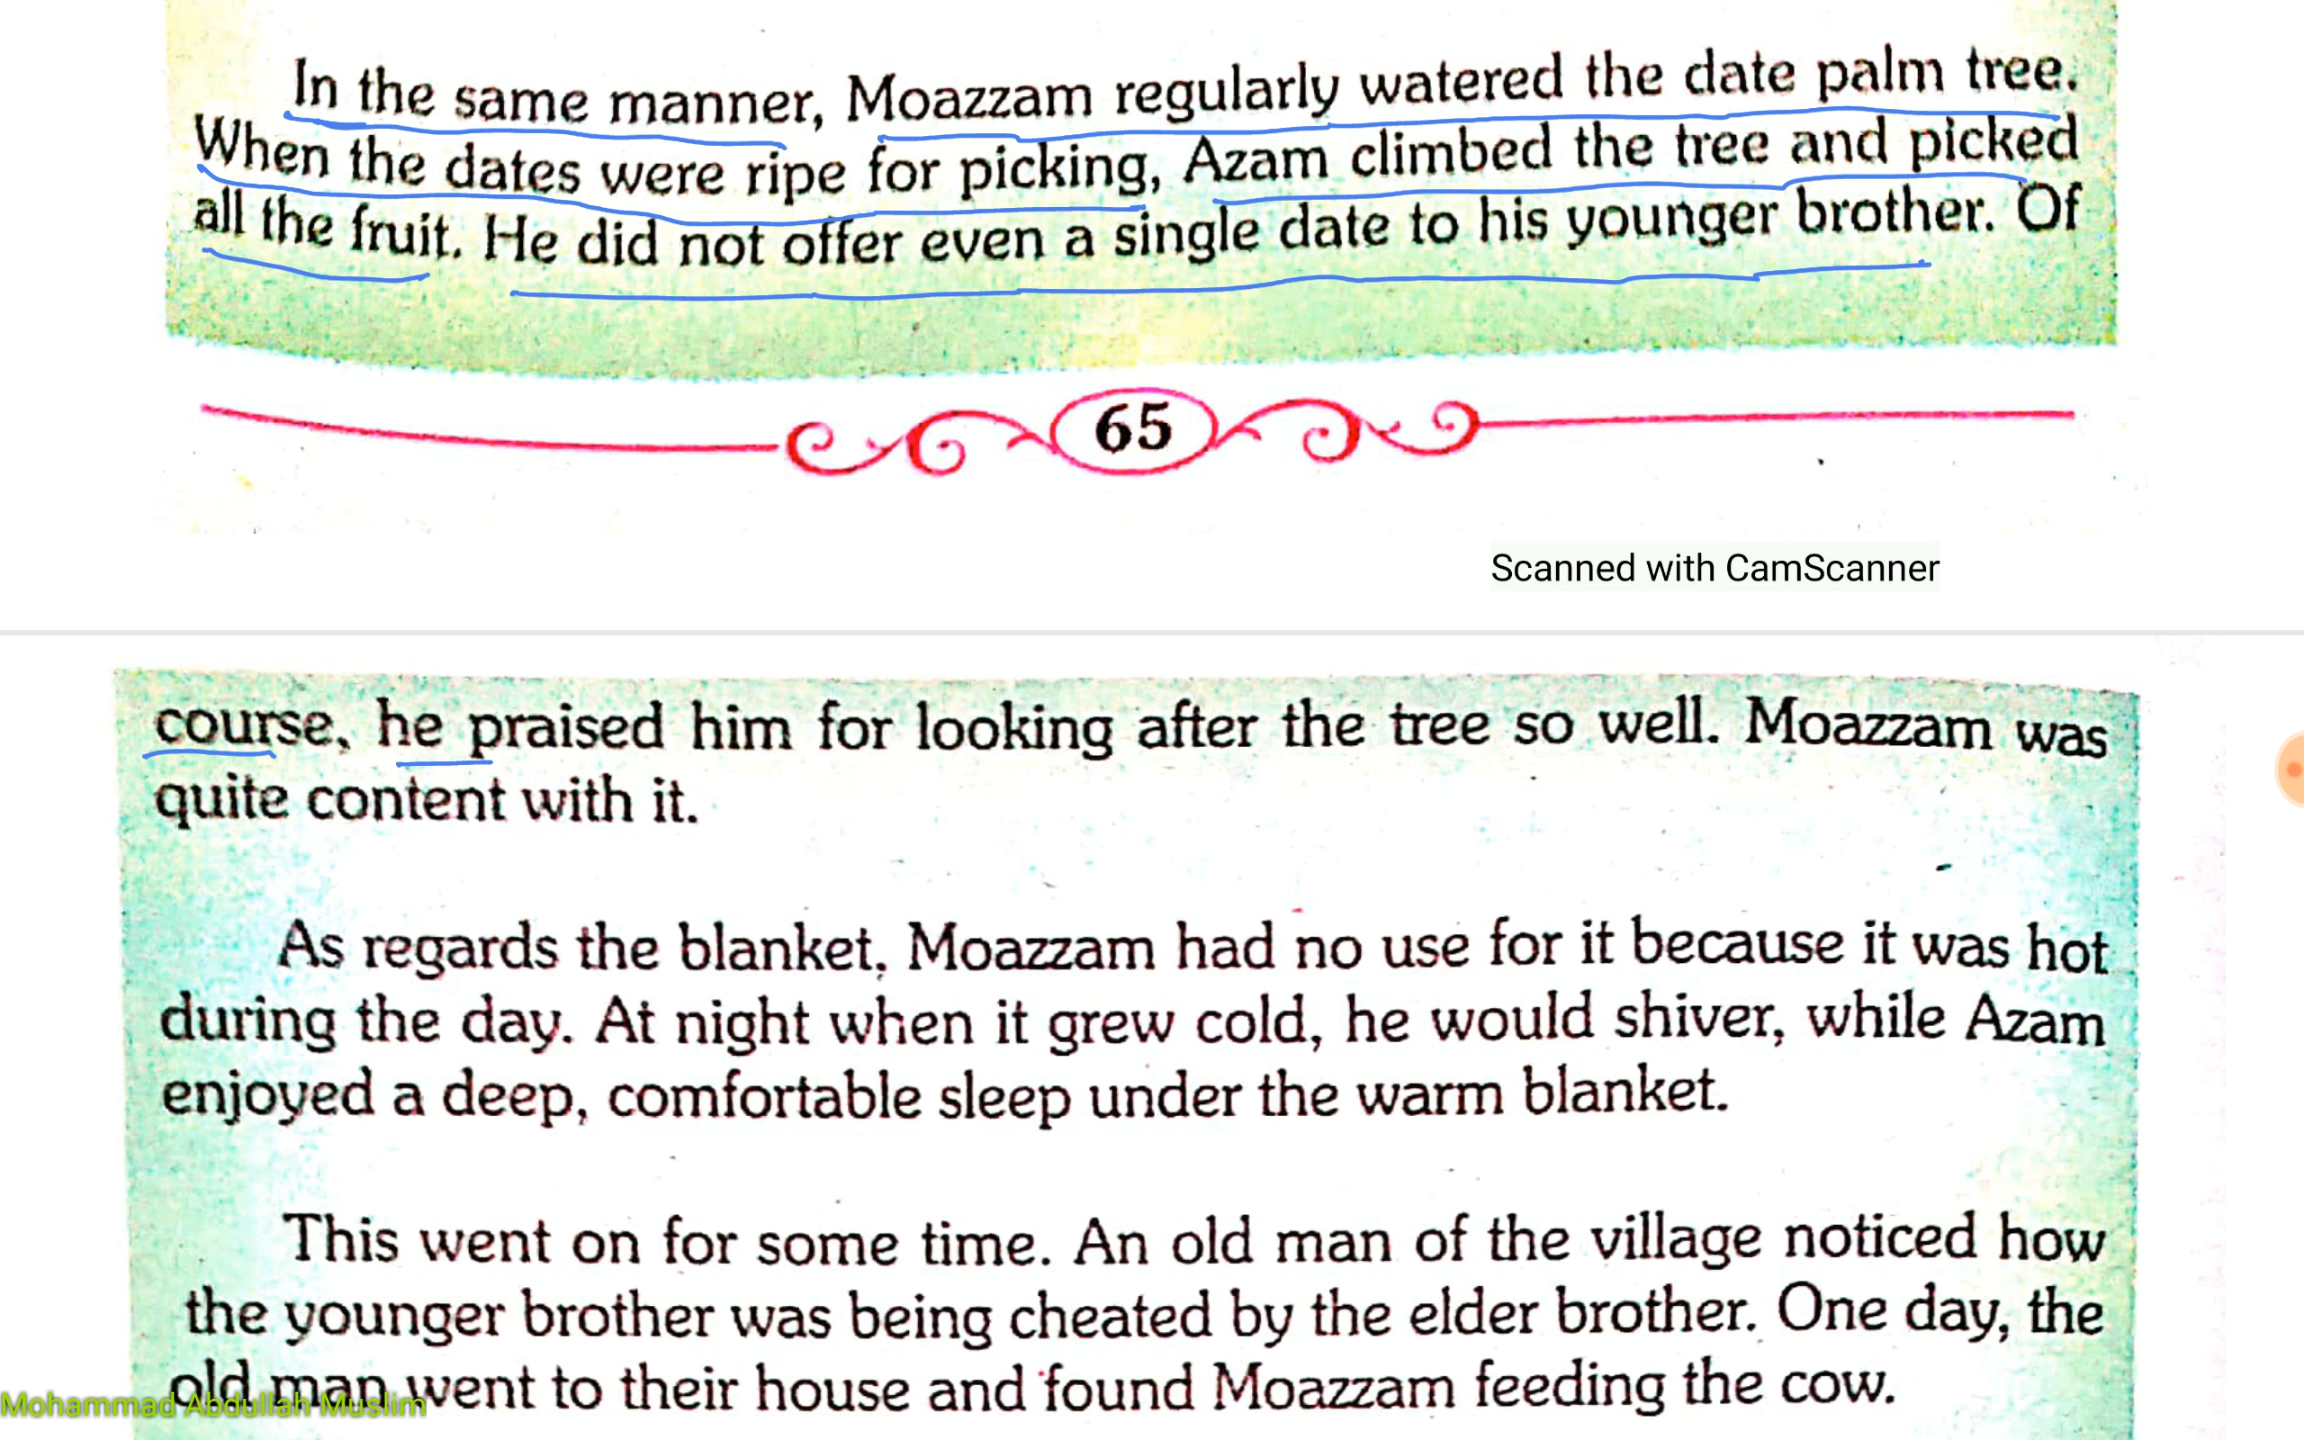 In the same manner, Moazzam regularly watered the date palm tree.
When the dates were ripe for picking, Azam climbed the tree and picked
all the fruit. He did not offer even a single date to his younger brother. Of
65
Scanned with CamScanner
course, he praised him for looking after the tree so well. Moazzam was
quite content with it.
As regards the blanket, Moazzam had no use for it because it was hot
during the day. At night when it grew cold, he would shiver, while Azam
enjoyed a deep, comfortable sleep under the warm blanket.
This went on for some time. An old man of the village noticed how
the younger brother was being cheated by the elder brother. One day, the
old man went to their house and found Moazzam feeding the cow.
Mohammad Abdullah Muslim